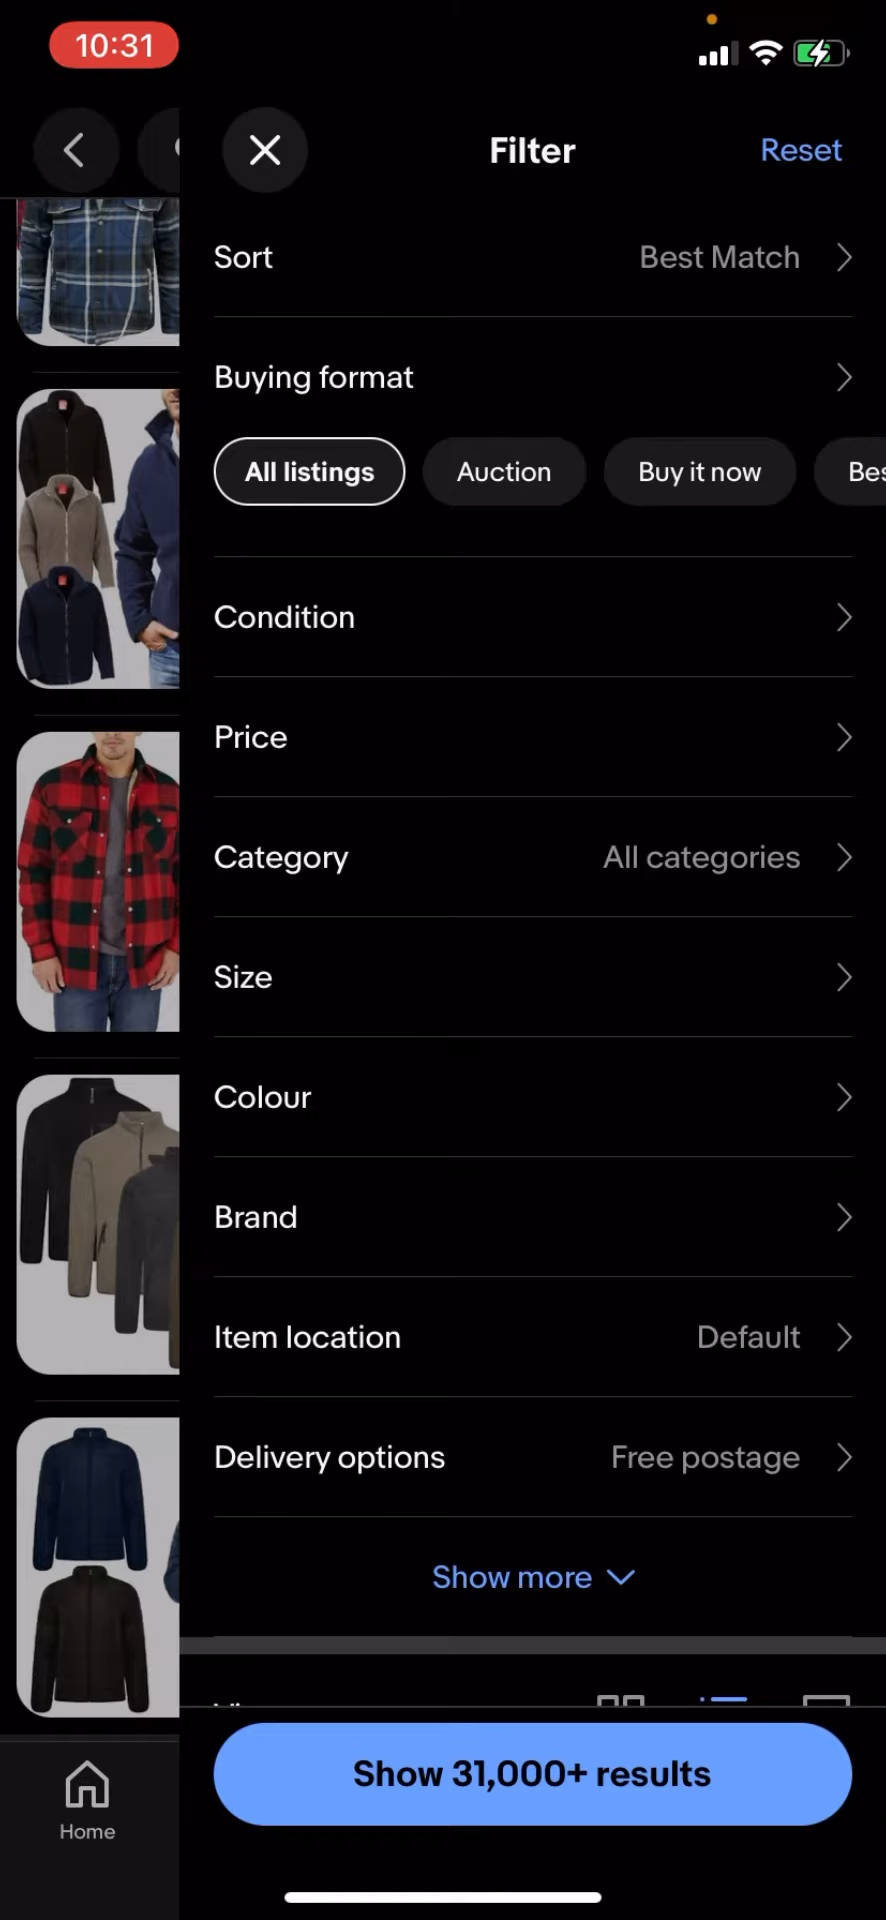 10:31
Filter
Reset
Sort
Best Match
Buying format
All listings
Auction
Buy it now
Condition
Price
Category
All categories
Size
Colour
Brand
Item location
Default
Delivery options
Free postage
Show more
Show 31,000+ results
Home